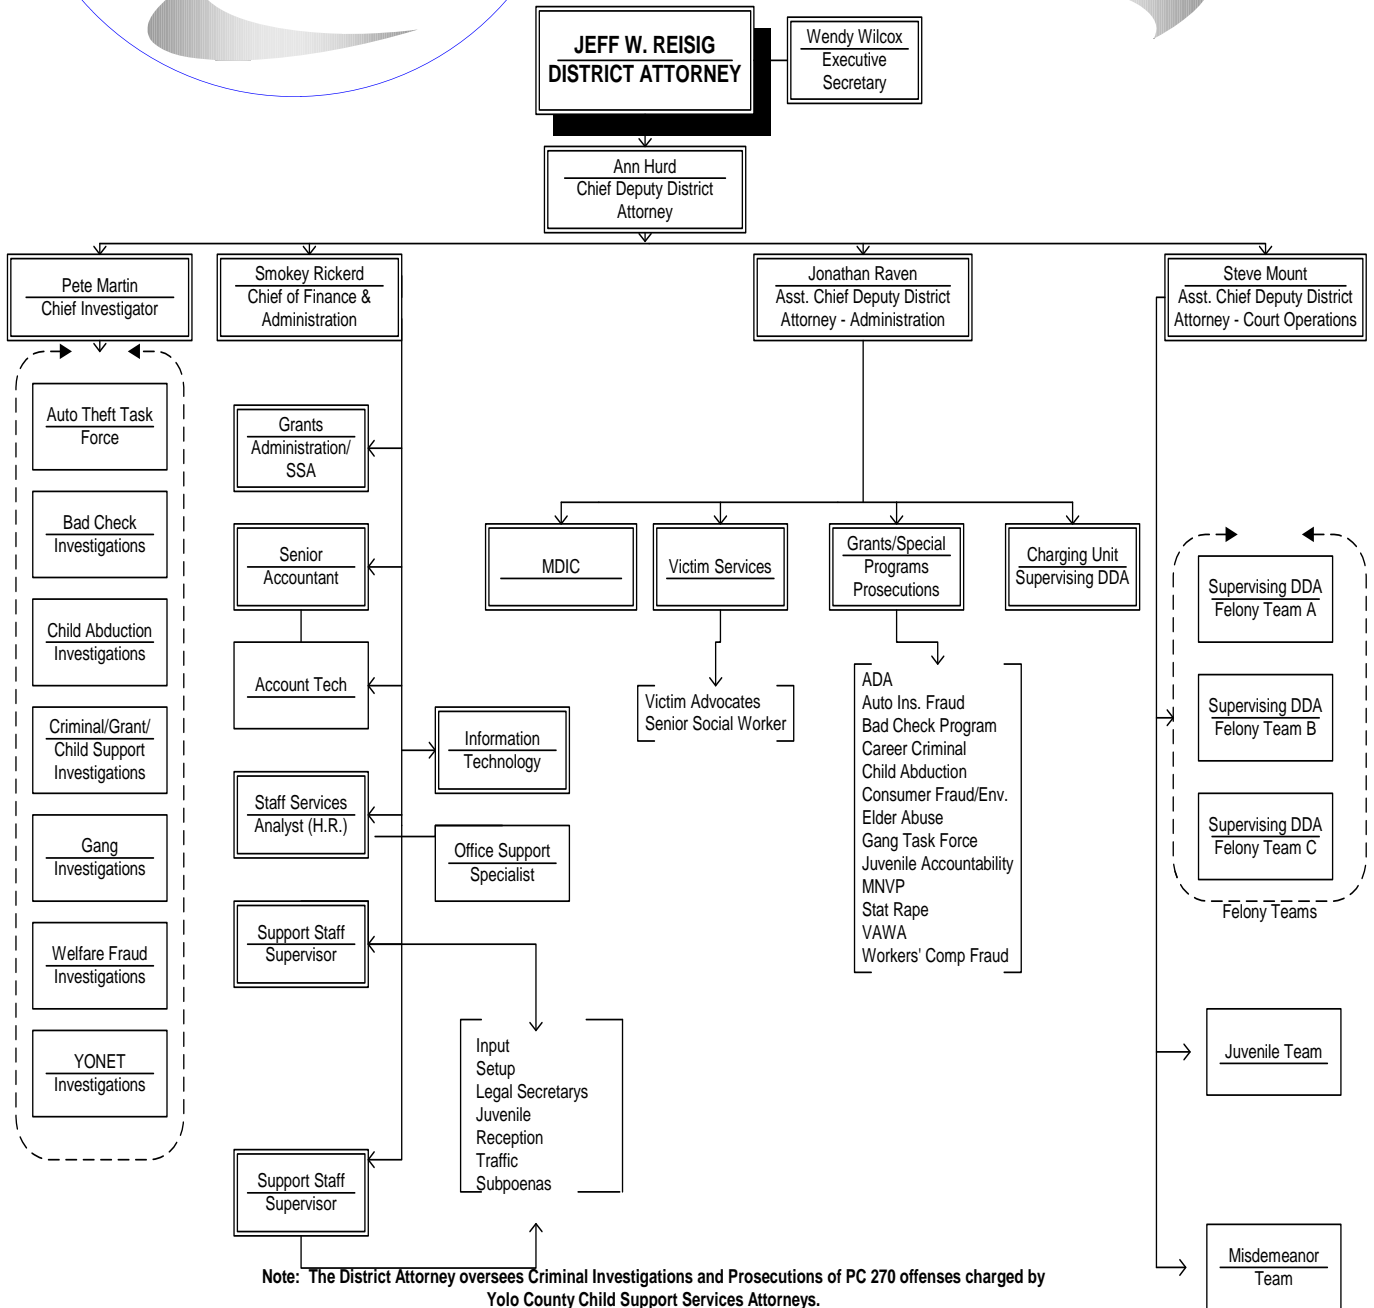 JEFF W. REISIG
DISTRICT ATTORNEY
Wendy Wilcox
Executive
Secretary
Ann Hurd
Chief Deputy District
Attorney
Pete Martin
Chief Investigator
Smokey Rickerd
Chief of Finance &
Administration
Jonathan Raven
Asst. Chief Deputy District
Attorney - Administration
Steve Mount
Asst. Chief Deputy District
Attorney - Court Operations
Auto Theft Task
Force
Bad Check
Investigations
Child Abduction
Investigations
Criminal/Grant/
Child Support
Investigations
Gang
Investigations
Welfare Fraud
Investigations
YONET
Investigations
Grants
Administration/
SSA
Senior
Accountant
Account Tech
Information
Technology
Staff Services
Analyst (H.R.)
Office Support
Specialist
Support Staff
Supervisor
Input
Setup
Legal Secretarys
Juvenile
Reception
Traffic
Subpoenas
Support Staff
Supervisor
MDIC
Victim Services
Grants/Special
Programs
Prosecutions
Charging Unit
Supervising DDA
Victim Advocates
Senior Social Worker
ADA
Auto Ins. Fraud
Bad Check Program
Career Criminal
Child Abduction
Consumer Fraud/Env.
Elder Abuse
Gang Task Force
Juvenile Accountability
MNVP
Stat Rape
VAWA
Workers' Comp Fraud
Supervising DDA
Felony Team A
Supervising DDA
Felony Team B
Supervising DDA
Felony Team C
Felony Teams
Juvenile Team
Misdemeanor
Team
Note: The District Attorney oversees Criminal Investigations and Prosecutions of PC 270 offenses charged by
Yolo County Child Support Services Attorneys.